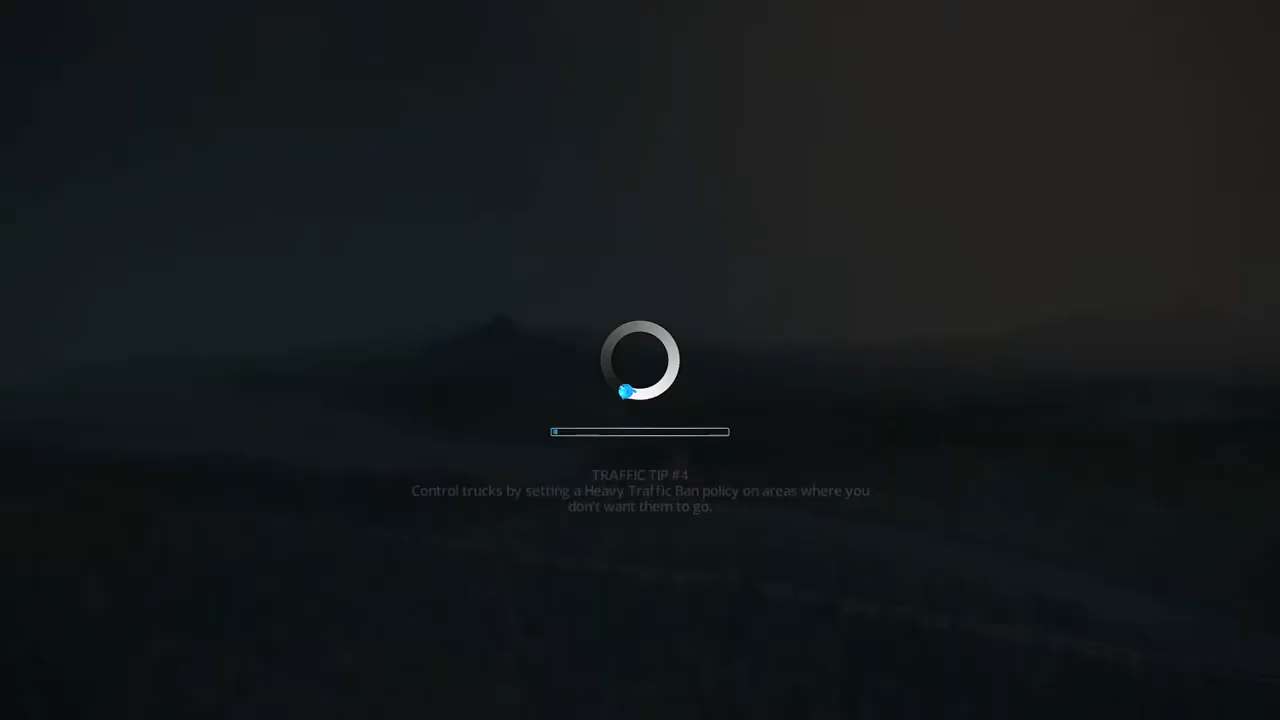 TRAFFIC TIP #4
Control trucks by setting a Heavy Traffic Ban policy on areas where you
don't want them to go.